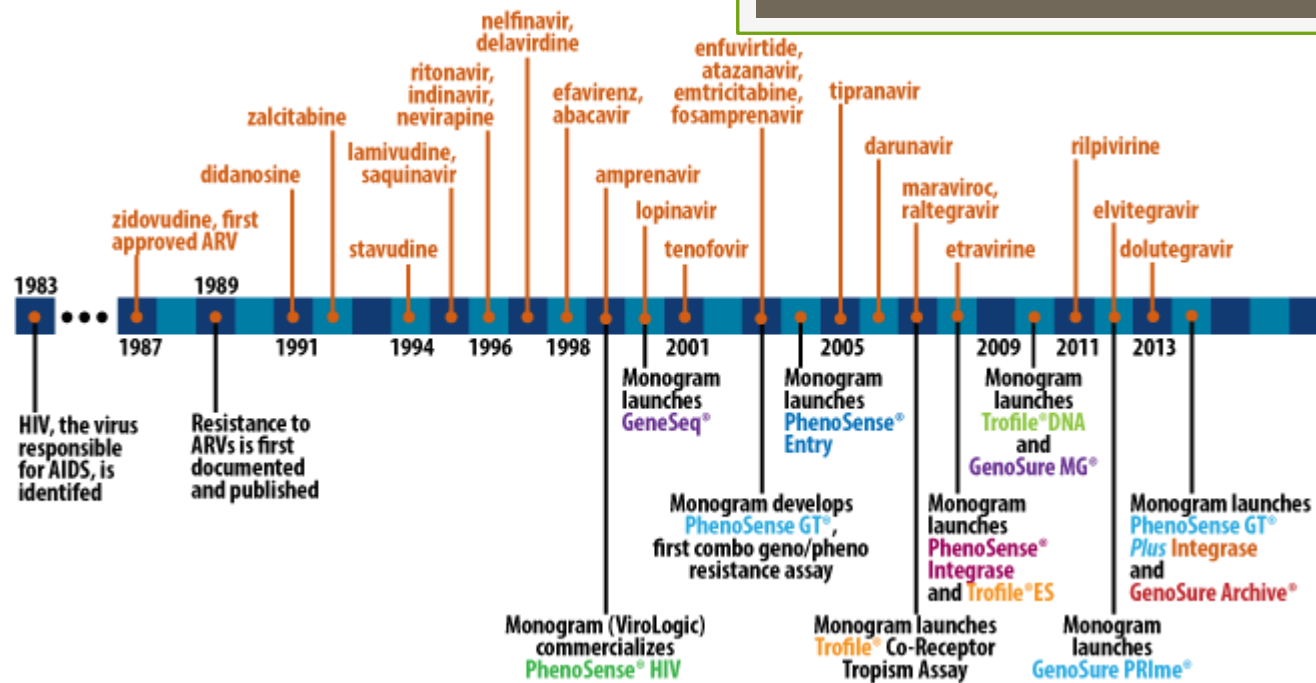 nelfinavir,
delavirdine
enfuvirtide,
atazanavir,
emtricitabine,
fosamprenavir
ritonavir,
indinavir,
nevirapine
efavirenz,
abacavir
tipranavir
zalcitabine
lamivudine,
saquinavir
darunavir
rilpivirine
didanosine
amprenavir
maraviroc,
raltegravir
zidovudine, first
approved ARV
lopinavir
elvitegravir
stavudine
tenofovir
etravirine
dolutegravir
1983
1989
1987
1991
1994
1996
1998
2001
2005
2009
2011
2013
HIV, the virus
responsible
for AIDS, is
identifed
Resistance to
ARVs is first
documented
and published
Monogram
launches
GeneSeq®
Monogram
launches
PhenoSense®
Entry
Monogram
launches
Trofile®DNA
and
GenoSure MG®
Monogram develops
PhenoSense GT®,
first combo geno/pheno
resistance assay
Monogram
launches
PhenoSense®
Integrase
and Trofile®ES
Monogram launches
PhenoSense GT®
Plus Integrase
and
GenoSure Archive®
Monogram (ViroLogic)
commercializes
PhenoSense® HIV
Monogram launches
Trofile® Co-Receptor
Tropism Assay
Monogram
launches
GenoSure PRIme®